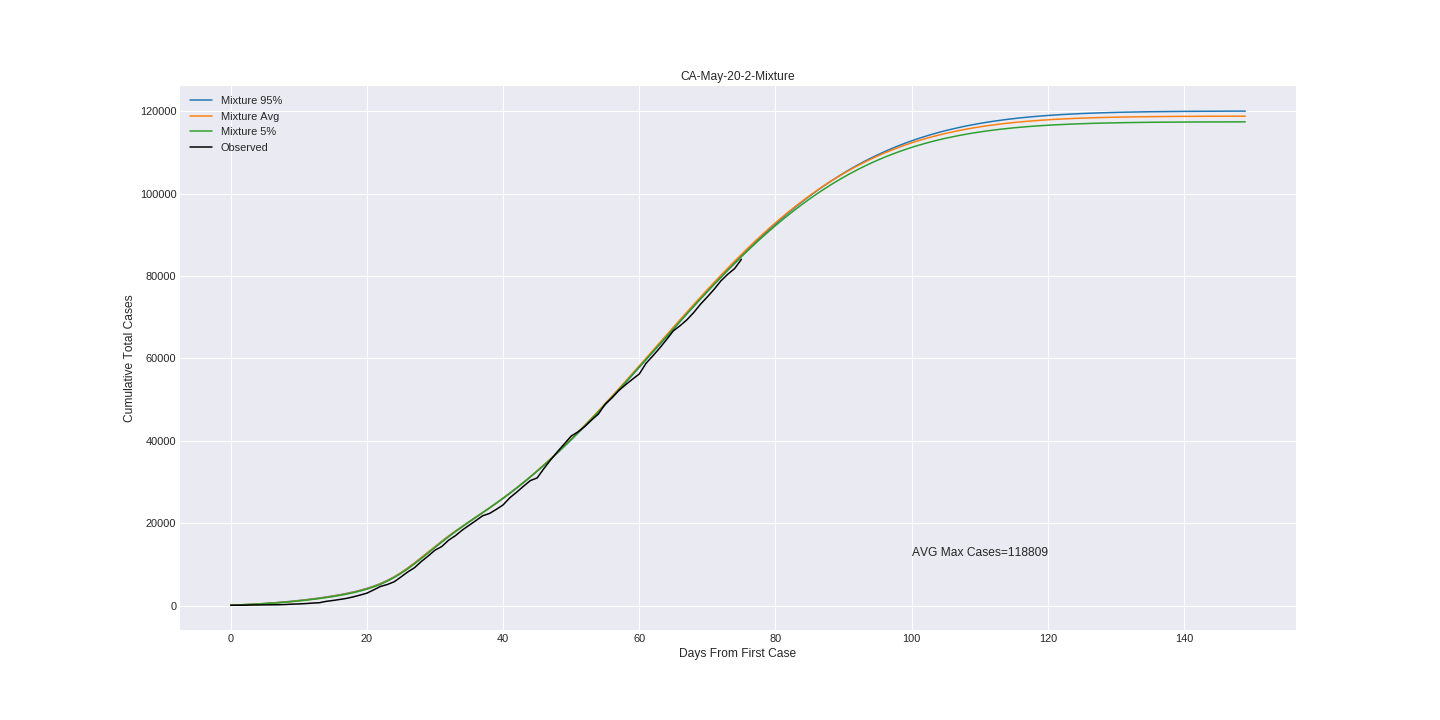 CA-May-20-2-Mixture
Mixture 95%
Mixture Avg
Mixture 5%
Observed
120000
100000
80000
60000
40000
20000
0
Cumulative Total Cases
AVG Max Cases=118809
0 20 40 60 80 100 120 140
Days From First Case